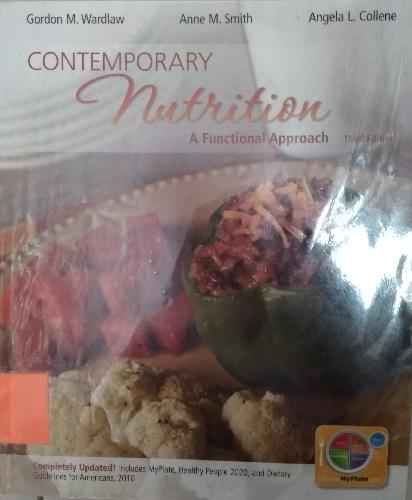 Gordon M. Wardlaw Anne M. Smith Angela L. Collene
CONTEMPORARY
Nutrition
A Functional Approach Third Edition
Completely Updated! Includes MyPlate, Healthy People 2020, and Dietary
Guidelines for Americans, 2010
MyPlate